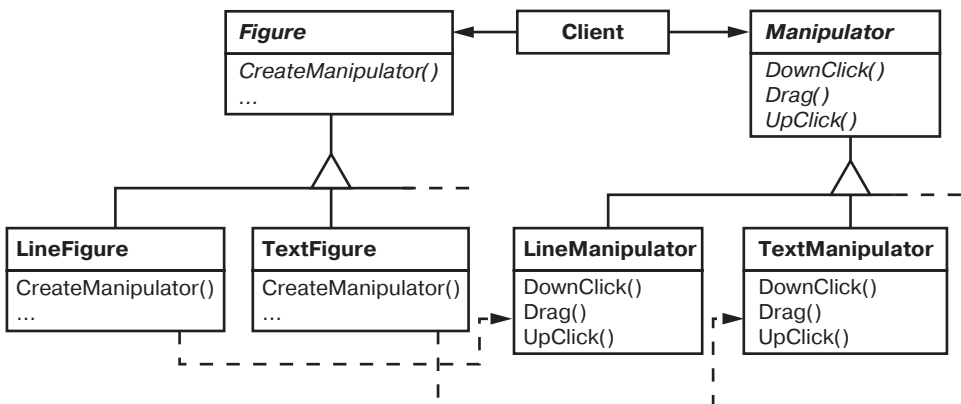 Figure
CreateManipulator()
...
Client
Manipulator
DownClick()
Drag()
UpClick()
LineFigure
CreateManipulator()
...
TextFigure
CreateManipulator()
...
LineManipulator
DownClick()
Drag()
UpClick()
TextManipulator
DownClick()
Drag()
UpClick()